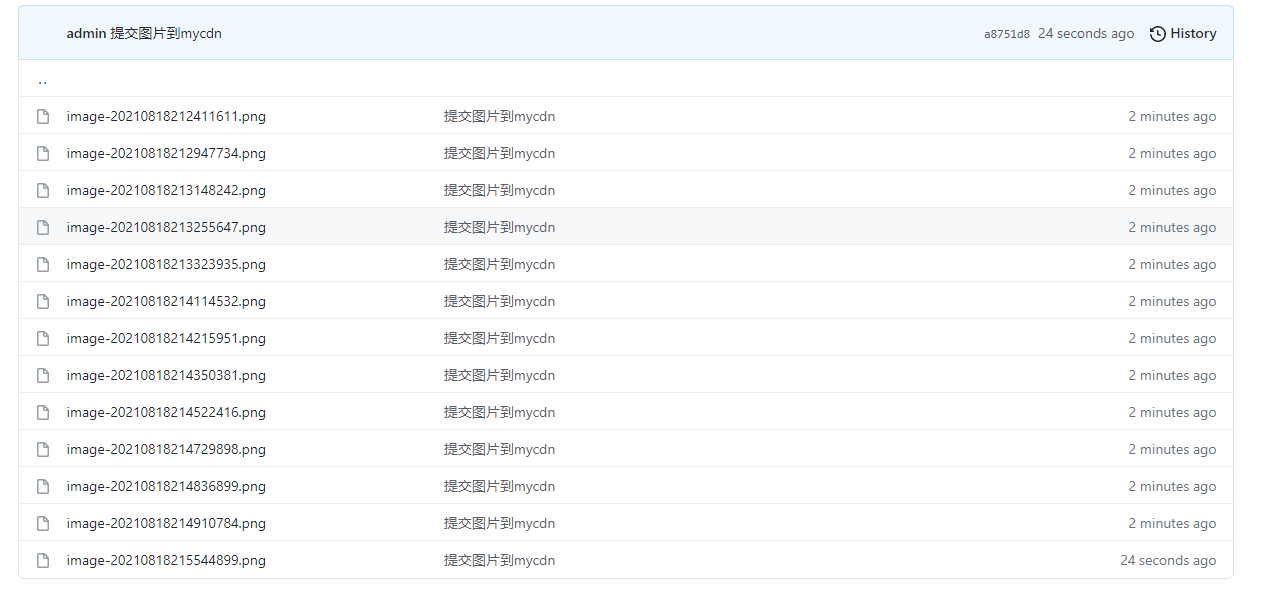 admin 提交图片到mycdn a8751d8 24 seconds ago History
..
image-20210818212411611.png 提交图片到mycdn 2 minutes ago
image-20210818212947734.png 提交图片到mycdn 2 minutes ago
image-20210818213148242.png 提交图片到mycdn 2 minutes ago
image-20210818213255647.png 提交图片到mycdn 2 minutes ago
image-20210818213323935.png 提交图片到mycdn 2 minutes ago
image-20210818214114532.png 提交图片到mycdn 2 minutes ago
image-20210818214215951.png 提交图片到mycdn 2 minutes ago
image-20210818214350381.png 提交图片到mycdn 2 minutes ago
image-20210818214522416.png 提交图片到mycdn 2 minutes ago
image-20210818214729898.png 提交图片到mycdn 2 minutes ago
image-20210818214836899.png 提交图片到mycdn 2 minutes ago
image-20210818214910784.png 提交图片到mycdn 2 minutes ago
image-20210818215544899.png 提交图片到mycdn 24 seconds ago